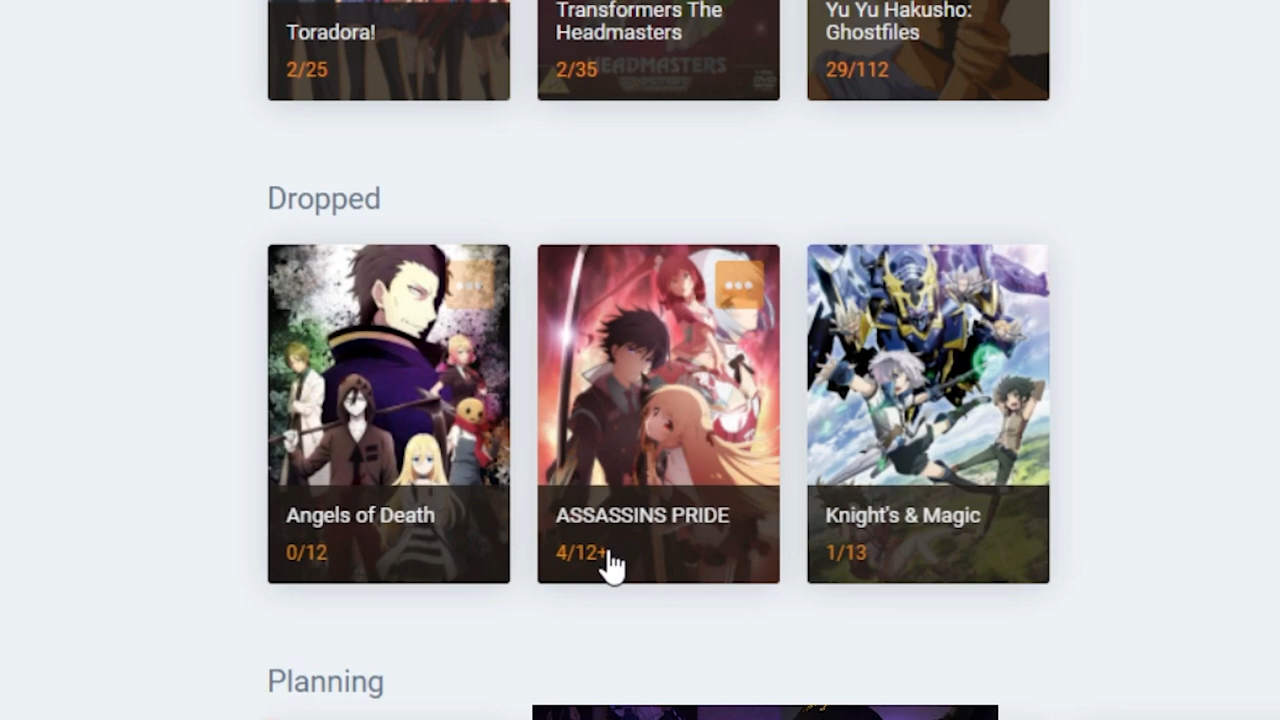 Toradora!
2/25
Transformers The
Headmasters
2/35
HEADMASTERS
Yu Yu Hakusho:
Ghostfiles
29/112
Dropped
Angels of Death
0/12
ASSASSINS PRIDE
4/12+
Knight's & Magic
1/13
Planning